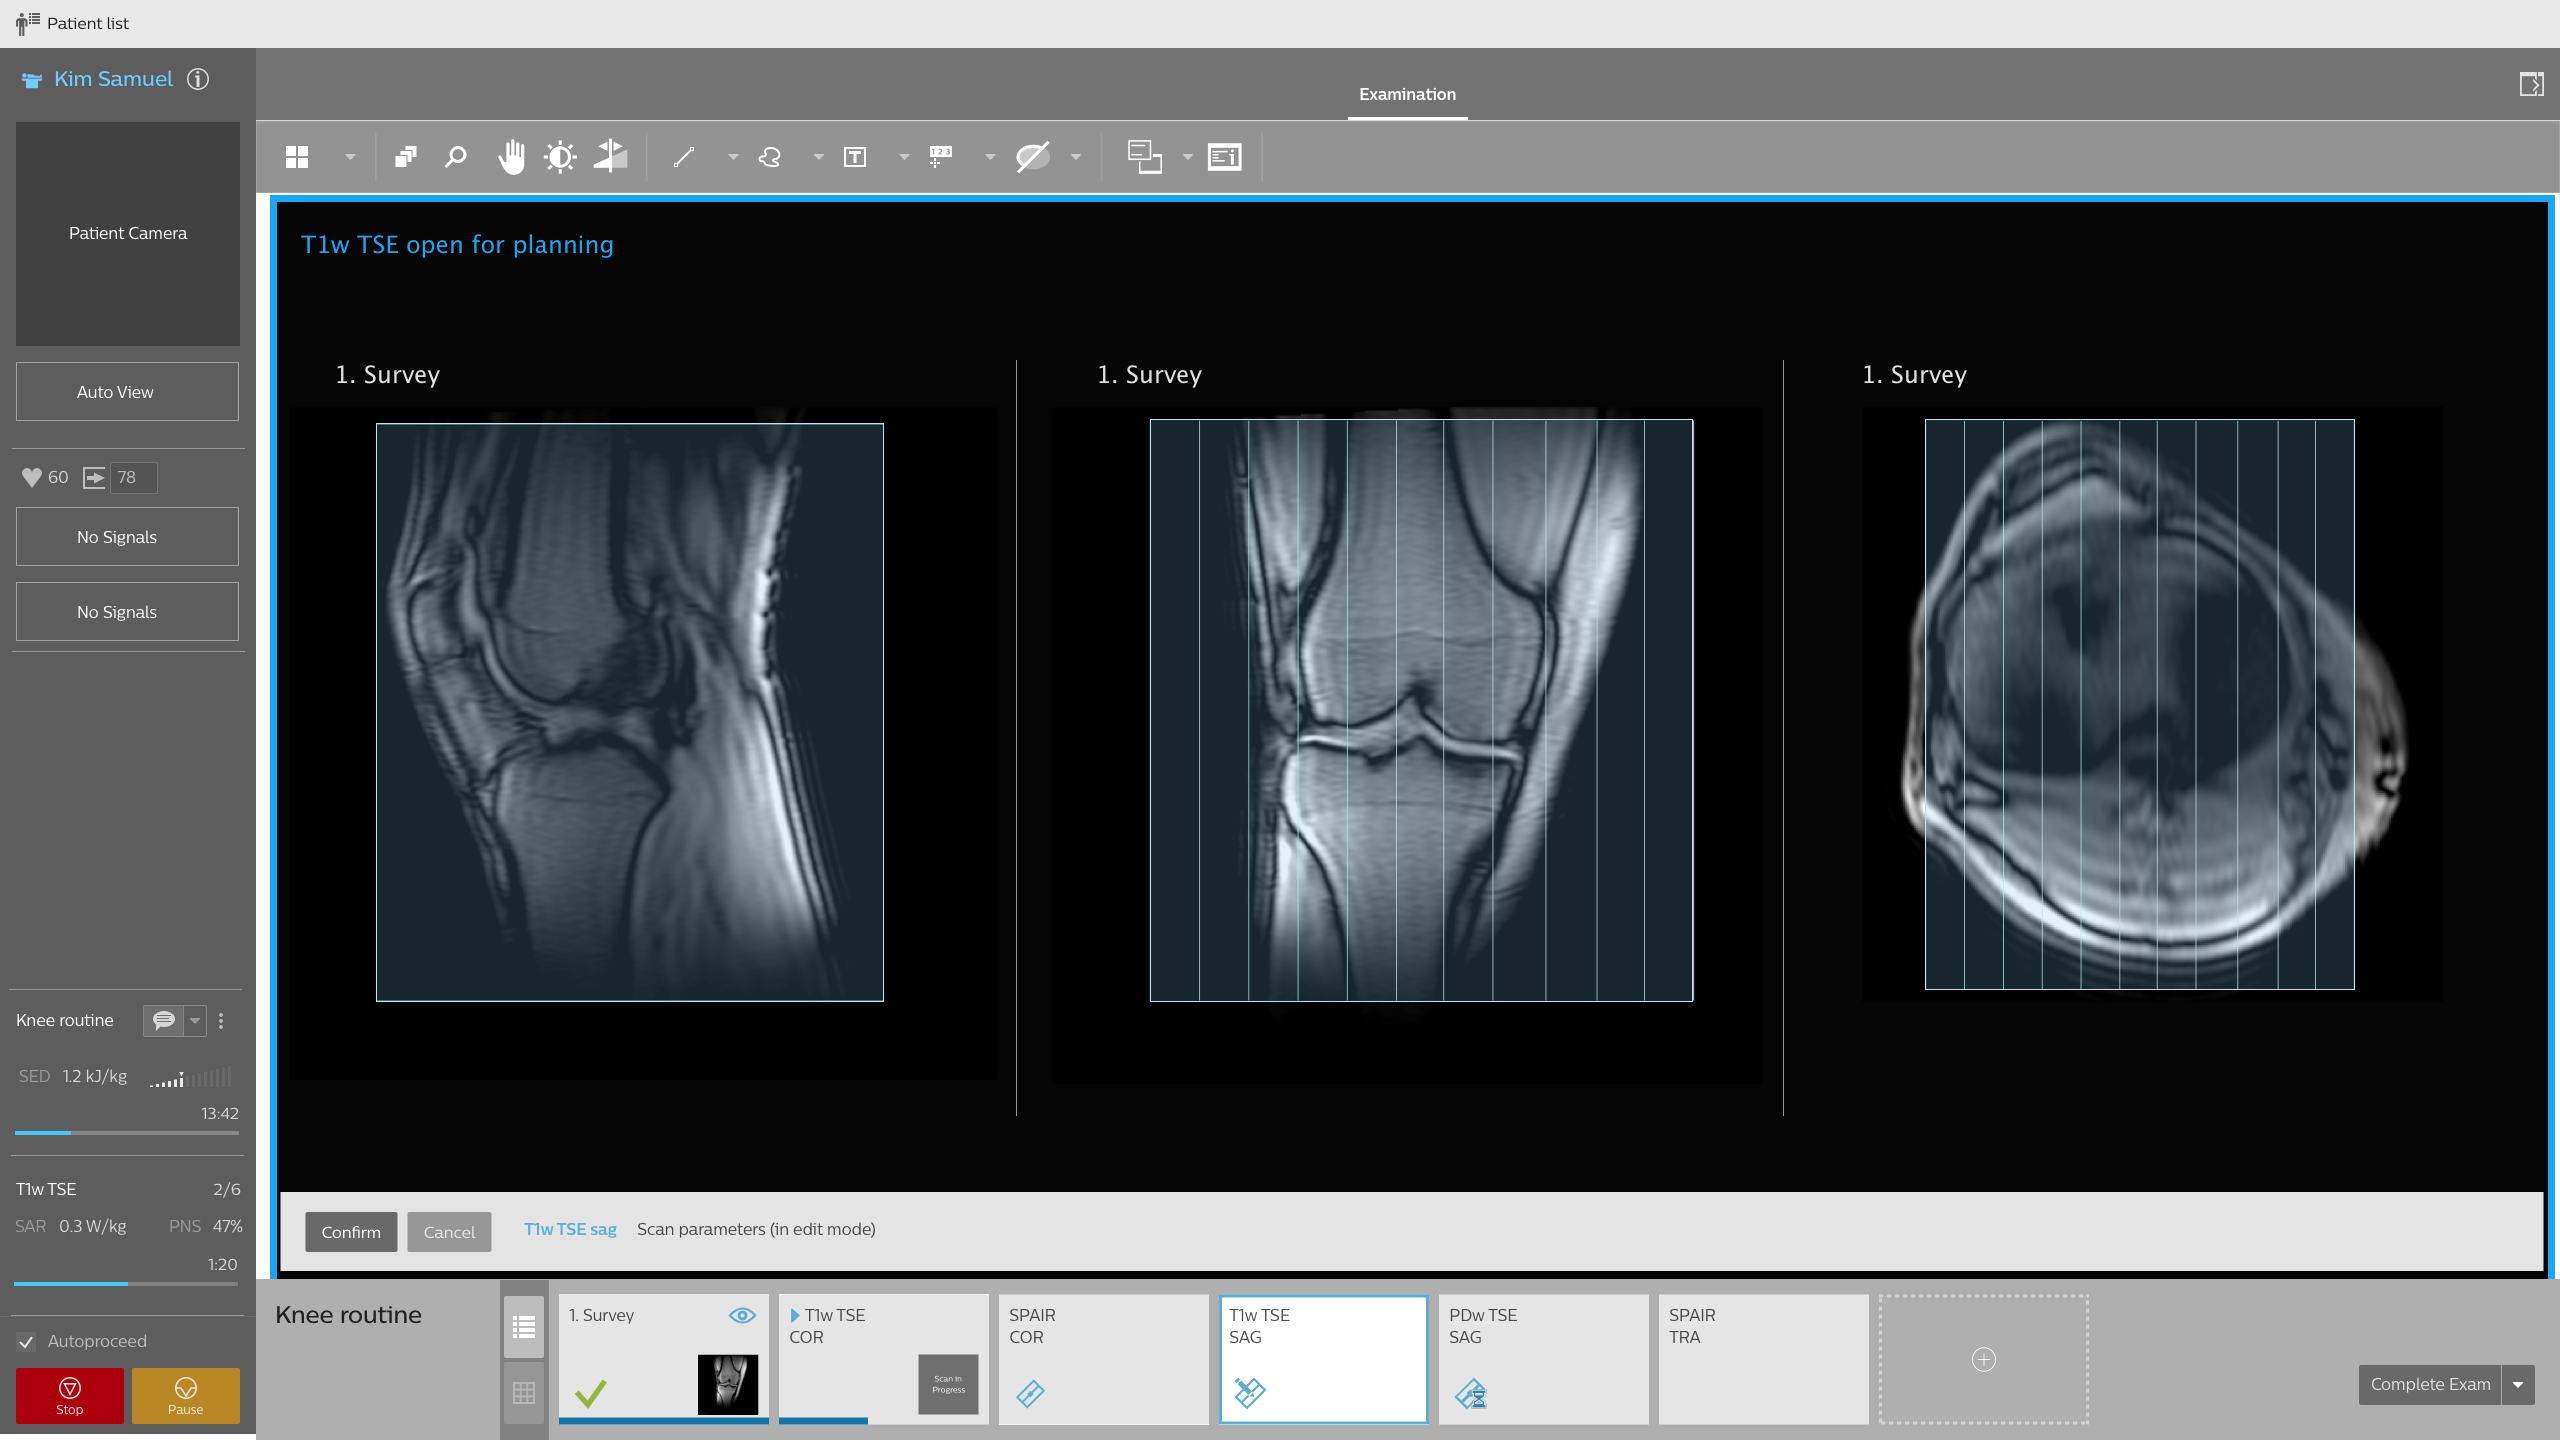 Patient list
Kim Samuel
Examination
Patient Camera
Auto View
60 78
No Signals
No Signals
T1w TSE open for planning
1. Survey
1. Survey
1. Survey
Knee routine
SED 1.2 kJ/kg
13:42
T1w TSE 2/6
SAR 0.3 W/kg PNS 47%
1:20
Autoproceed
Stop
Pause
Confirm
Cancel
T1w TSE sag Scan parameters (in edit mode)
Knee routine
1. Survey
T1w TSE
COR
Scan In
Progress
SPAIR
COR
T1w TSE
SAG
PDw TSE
SAG
SPAIR
TRA
Complete Exam
T
1 2 3